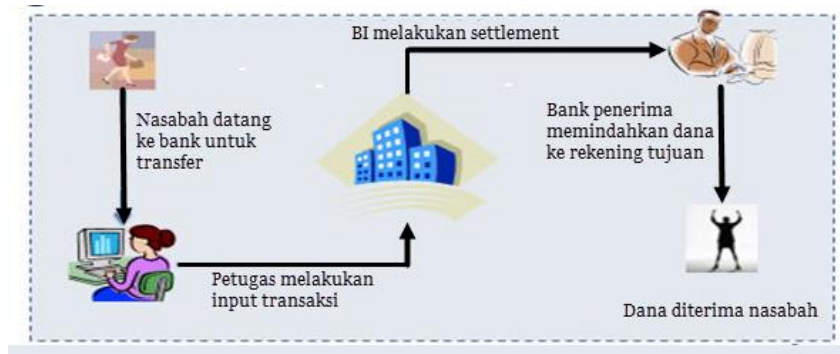 BI melakukan settlement
Nasabah datang
ke bank untuk
transfer
Bank penerima
memindahkan dana
ke rekening tujuan
Petugas melakukan
input transaksi
Dana diterima nasabah